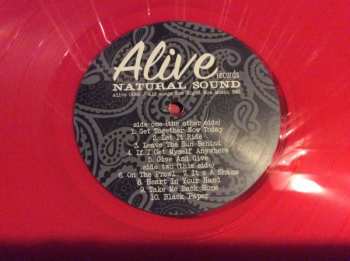 Alive
RECORDS
NATURAL SOUND
side one (the other side)
1. Get Together Now Today
2. Let It Ride
3. Leave The Sun Behind
4. If I Get Myself Anywhere
5. Give And Give
side two (this side)
6. On The Prowl 7. It's A Shame
8. Heart In Your Hand
9. Take Me Back Home
10. Black Paper